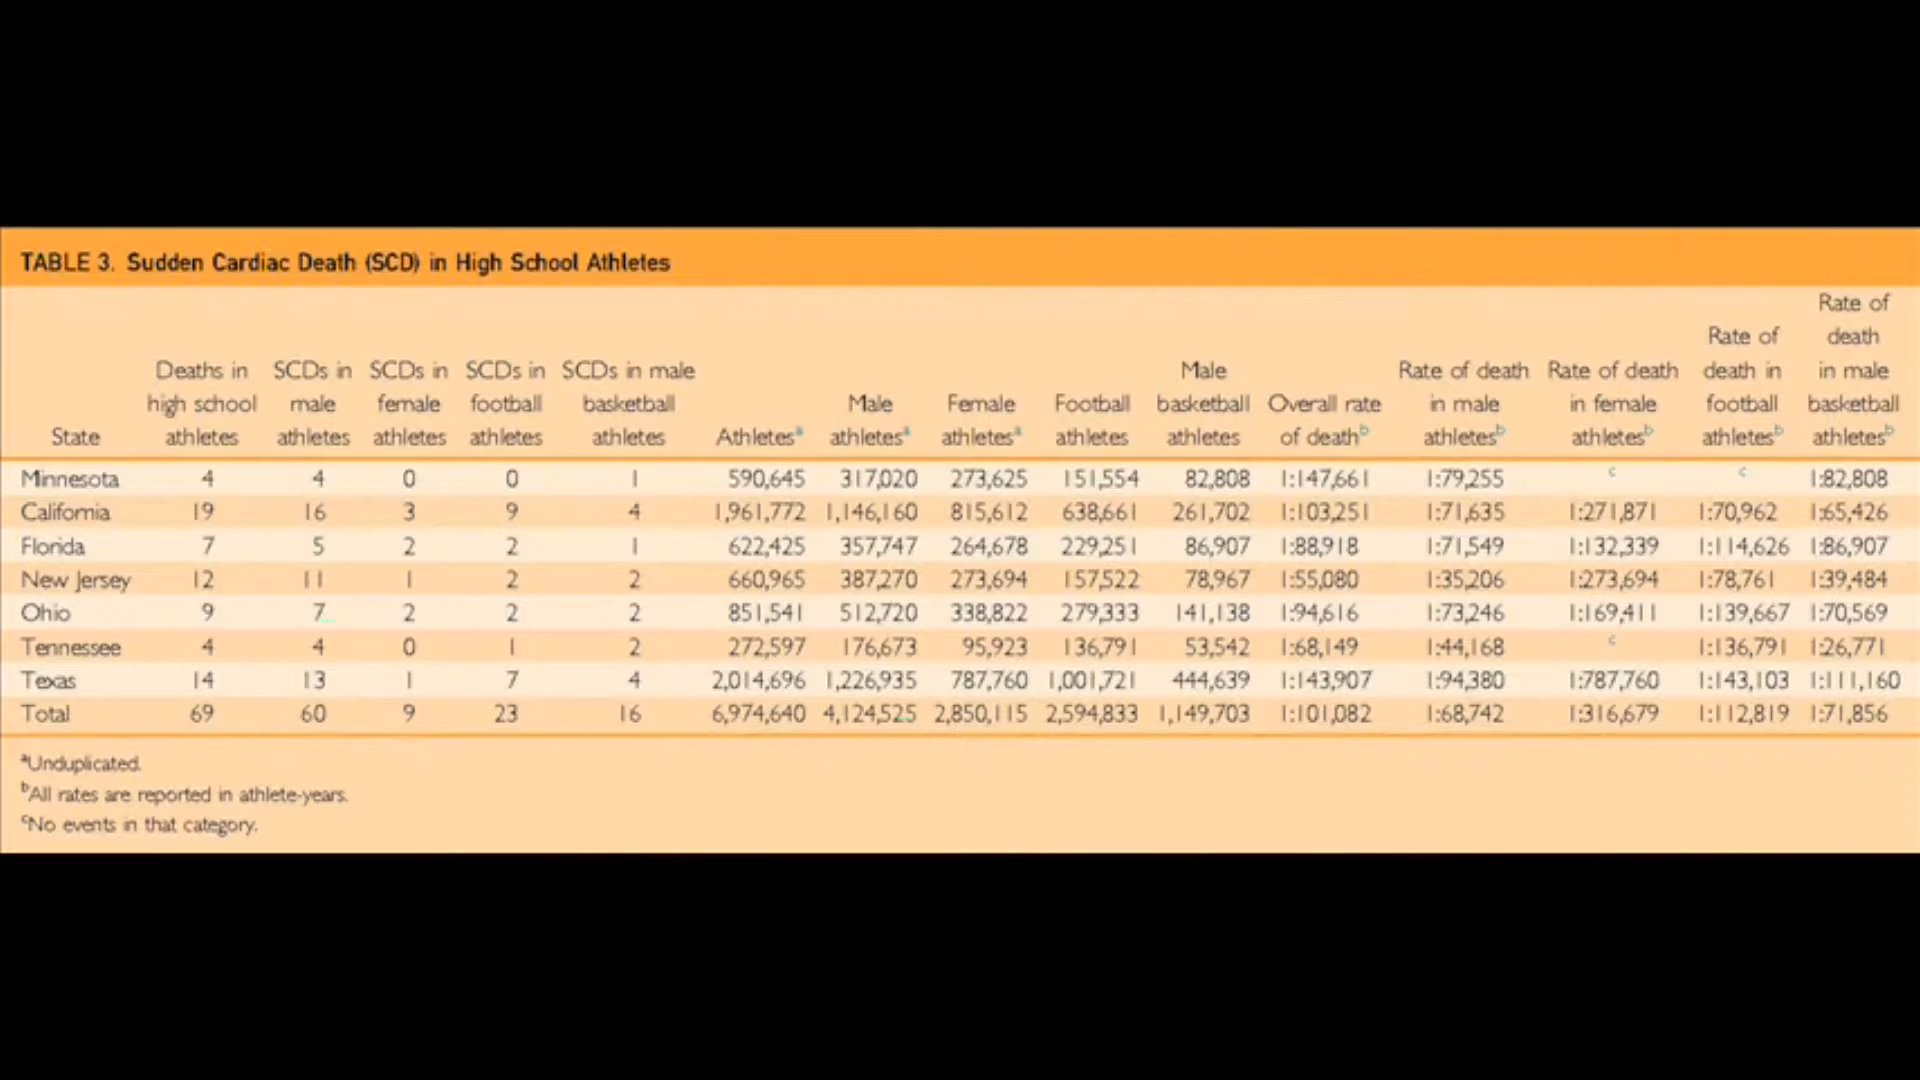 TABLE 3. Sudden Cardiac Death (SCD) in High School Athletes
Rate of
Rate of death
Deaths in SCDs in SCDs in SCDs in SCDs in male Male Rate of death Rate of death death in in male
high school male female football basketball Male Female Football basketball Overall rate in male in female football basketball
State athletes athletes athletes athletes athletes Athletesᵃ athletesᵃ athletesᵃ athletes athletes of deathᵇ athletesᵇ athletesᵇ athletesᵇ athletesᵇ
Minnesota 4 4 0 0 1 590,645 317,020 273,625 151,554 82,808 1:147,661 1:79,255 c c 1:82,808
California 19 16 3 9 4 1,961,772 1,146,160 815,612 638,661 261,702 1:103,251 1:71,635 1:271,871 1:70,962 1:65,426
Florida 7 5 2 2 1 622,425 357,747 264,678 229,251 86,907 1:88,918 1:71,549 1:132,339 1:114,626 1:86,907
New Jersey 12 11 1 2 2 660,965 387,270 273,694 157,522 78,967 1:55,080 1:35,206 1:273,694 1:78,761 1:39,484
Ohio 9 7 2 2 2 851,541 512,720 338,822 279,333 141,138 1:94,616 1:73,246 1:169,411 1:139,667 1:70,569
Tennessee 4 4 0 1 2 272,597 176,673 95,923 136,791 53,542 1:68,149 1:44,168 c 1:136,791 1:26,771
Texas 14 13 1 7 4 2,014,696 1,226,935 787,760 1,001,721 444,639 1:143,907 1:94,380 1:787,760 1:143,103 1:111,160
Total 69 60 9 23 16 6,974,640 4,124,525 2,850,115 2,594,833 1,149,703 1:101,082 1:68,742 1:316,679 1:112,819 1:71,856
ᵃUnduplicated.
ᵇAll rates are reported in athlete-years.
ᶜNo events in that category.